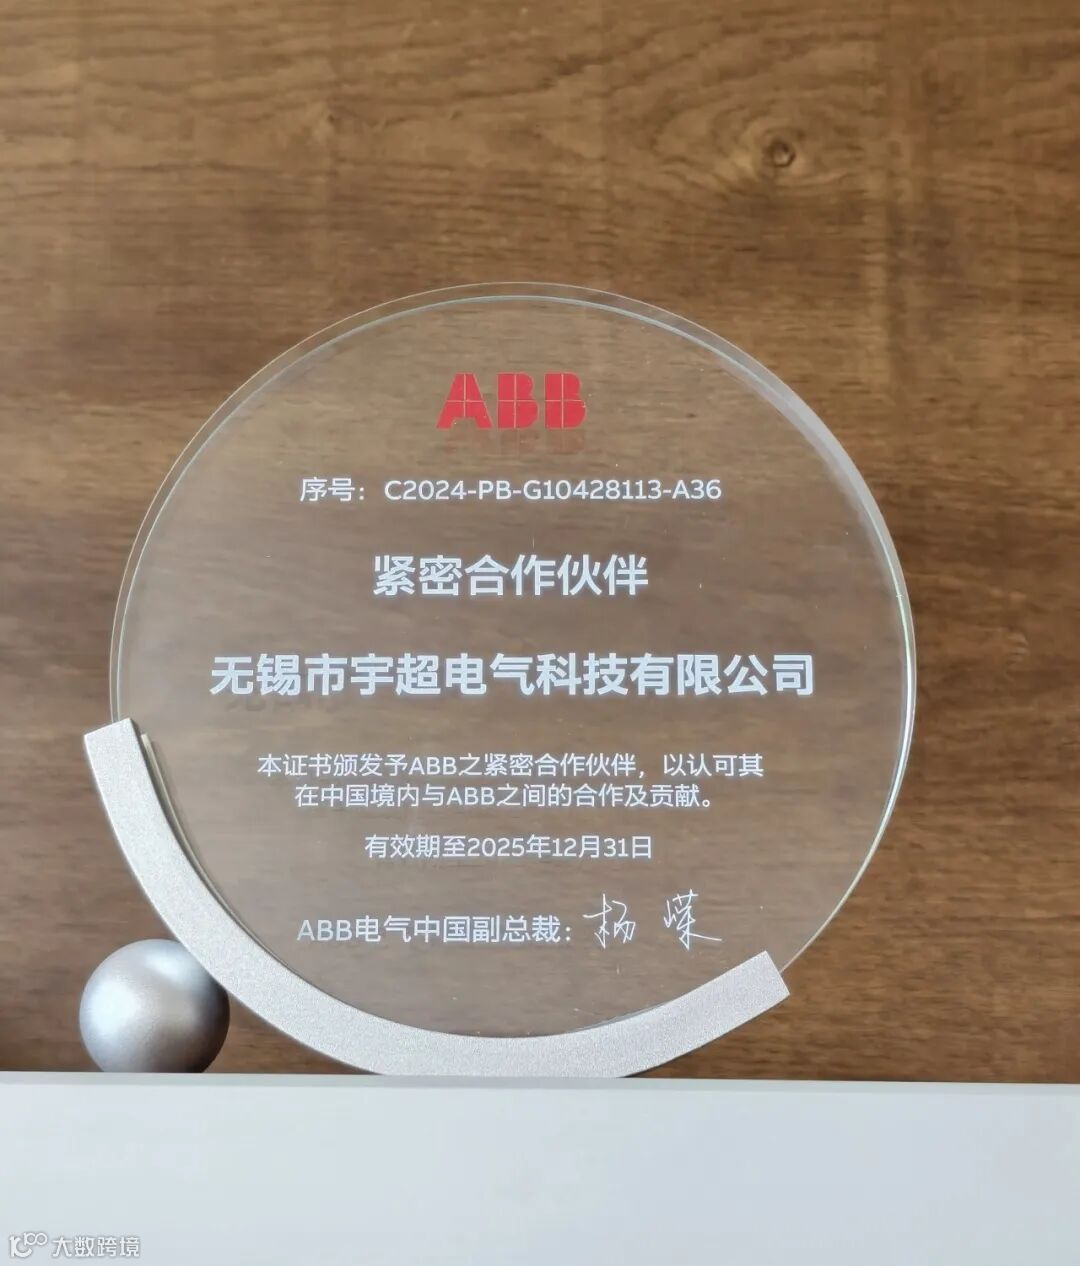 ABB
序号：C2024-PB-G10428113-A36
紧密合作伙伴
无锡市宇超电气科技有限公司
本证书颁发予ABB之紧密合作伙伴，以认可其
在中国境内与ABB之间的合作及贡献。
有效期至2025年12月31日
ABB电气中国副总裁：杨
大数跨境